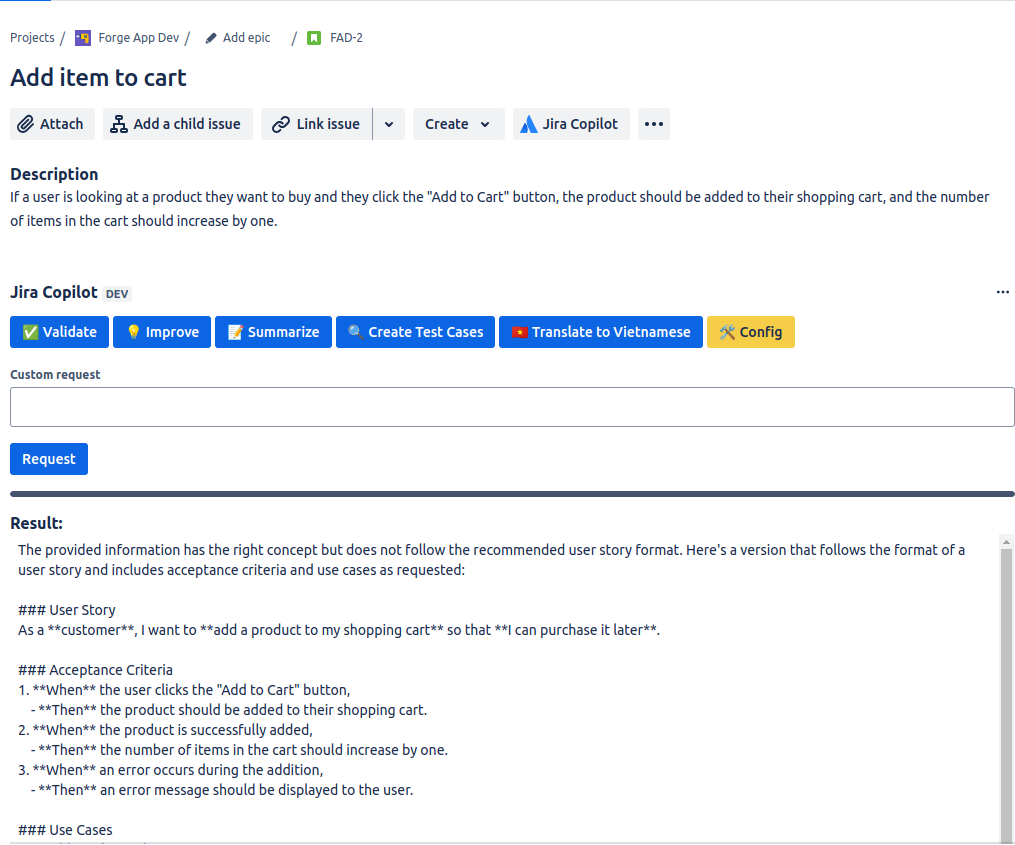 Projects / Forge App Dev / Add epic / FAD-2
Add item to cart
Attach Add a child issue Link issue Create Jira Copilot
Description
If a user is looking at a product they want to buy and they click the "Add to Cart" button, the product should be added to their shopping cart, and the number
of items in the cart should increase by one.
Jira Copilot DEV
✅ Validate 💡 Improve 📝 Summarize 🔍 Create Test Cases 🇻🇳 Translate to Vietnamese 🛠️ Config
Custom request
Request
Result:
The provided information has the right concept but does not follow the recommended user story format. Here's a version that follows the format of a
user story and includes acceptance criteria and use cases as requested:
### User Story
As a **customer**, I want to **add a product to my shopping cart** so that **I can purchase it later**.
### Acceptance Criteria
1. **When** the user clicks the "Add to Cart" button,
- **Then** the product should be added to their shopping cart.
2. **When** the product is successfully added,
- **Then** the number of items in the cart should increase by one.
3. **When** an error occurs during the addition,
- **Then** an error message should be displayed to the user.
### Use Cases